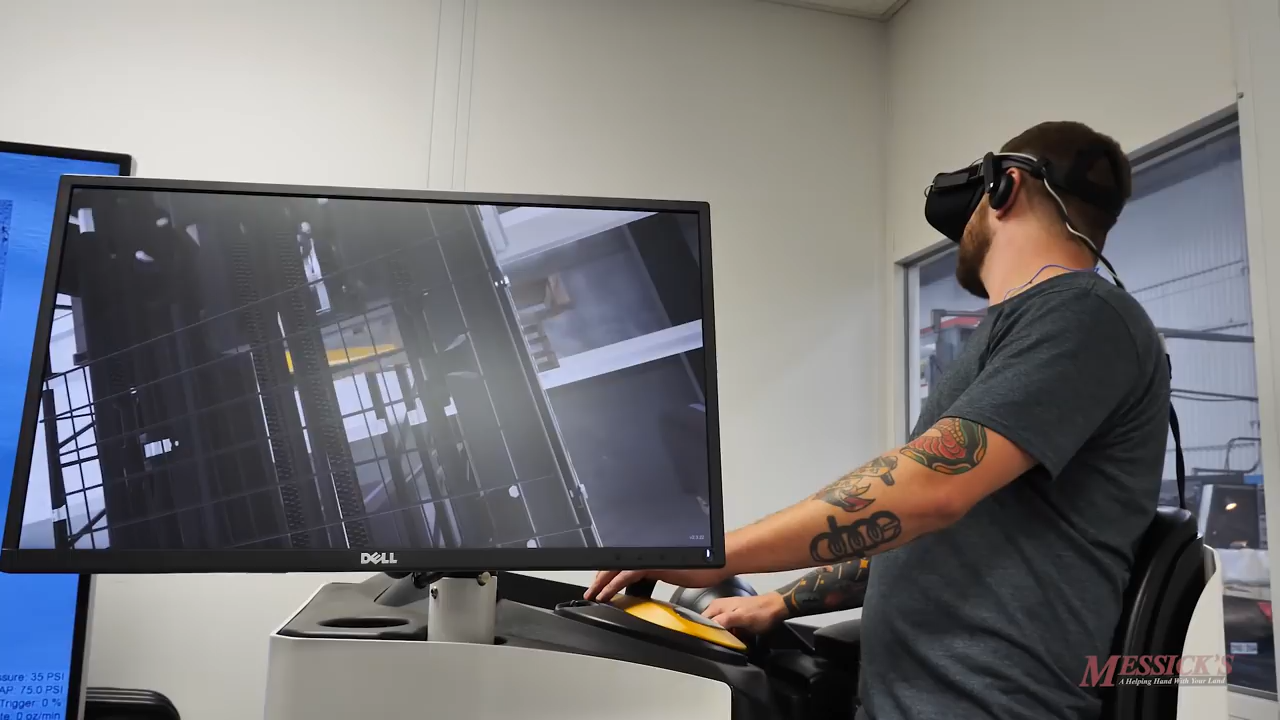 DELL
ssure: 35 PSI
AP: 75.0 PSI
Trigger: 0 %
te, 0 oz/min
MESSICK'S
A Helping Hand With Your Land